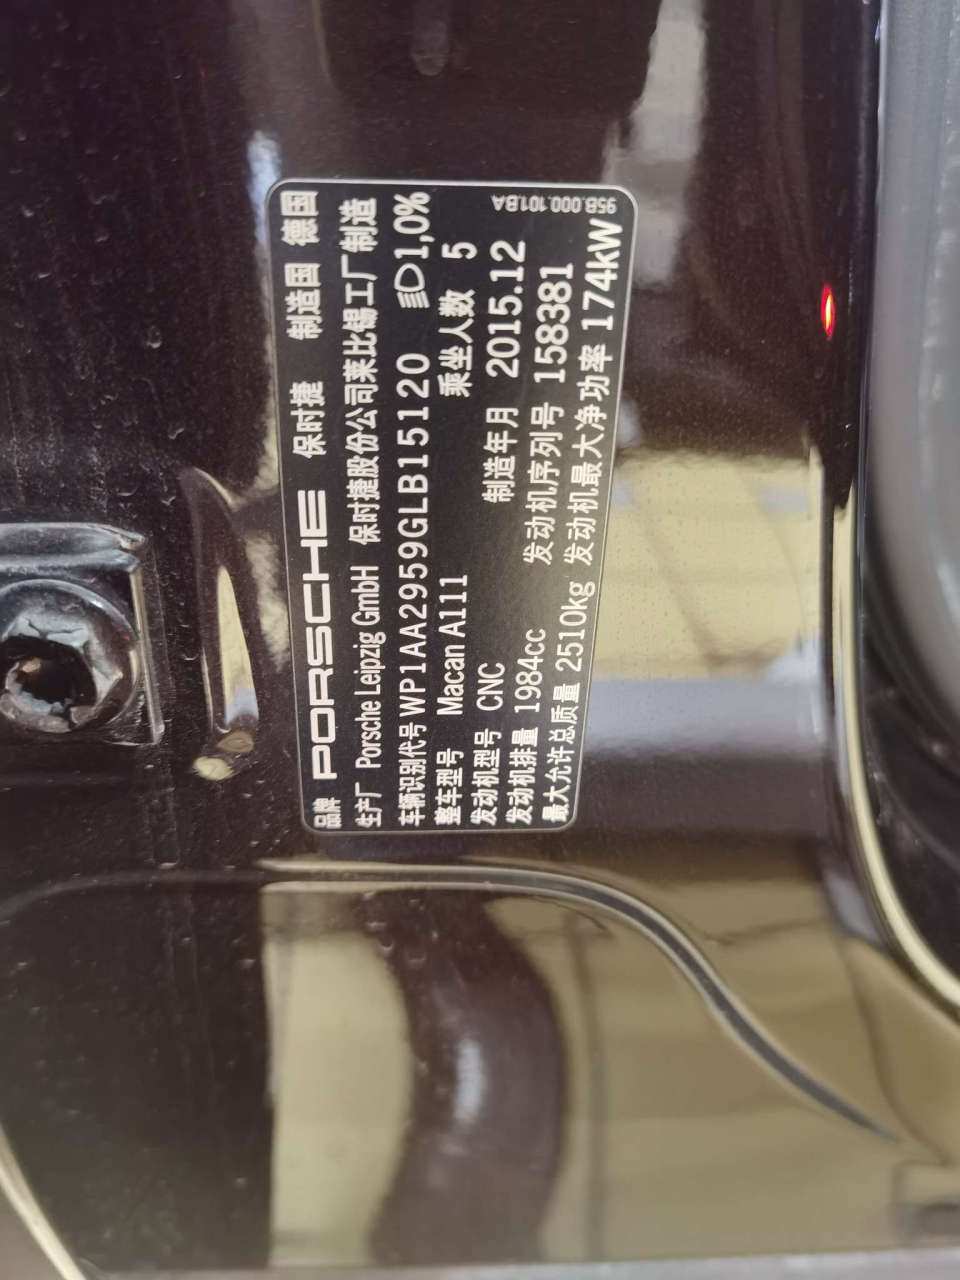 品牌 PORSCHE 保时捷 制造国 德国
生产厂 Porsche Leipzig GmbH 保时捷股份公司莱比锡工厂制造
车辆识别代号 WP1AA2959GLB15120 1,0%
整车型号 Macan A111 乘坐人数 5
发动机型号 CNC 制造年月 2015.12
发动机排量 1984cc 发动机序列号 158381
最大允许总质量 2510kg 发动机最大净功率 174kW
95B.000.101.BA